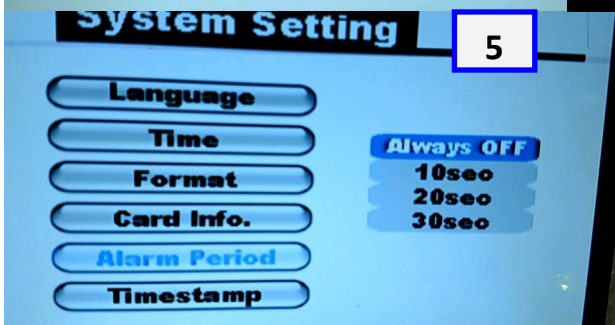 System Setting
5
Language
Time
Always OFF
Format
10sec
20sec
Card Info.
30sec
Alarm Period
Timestamp